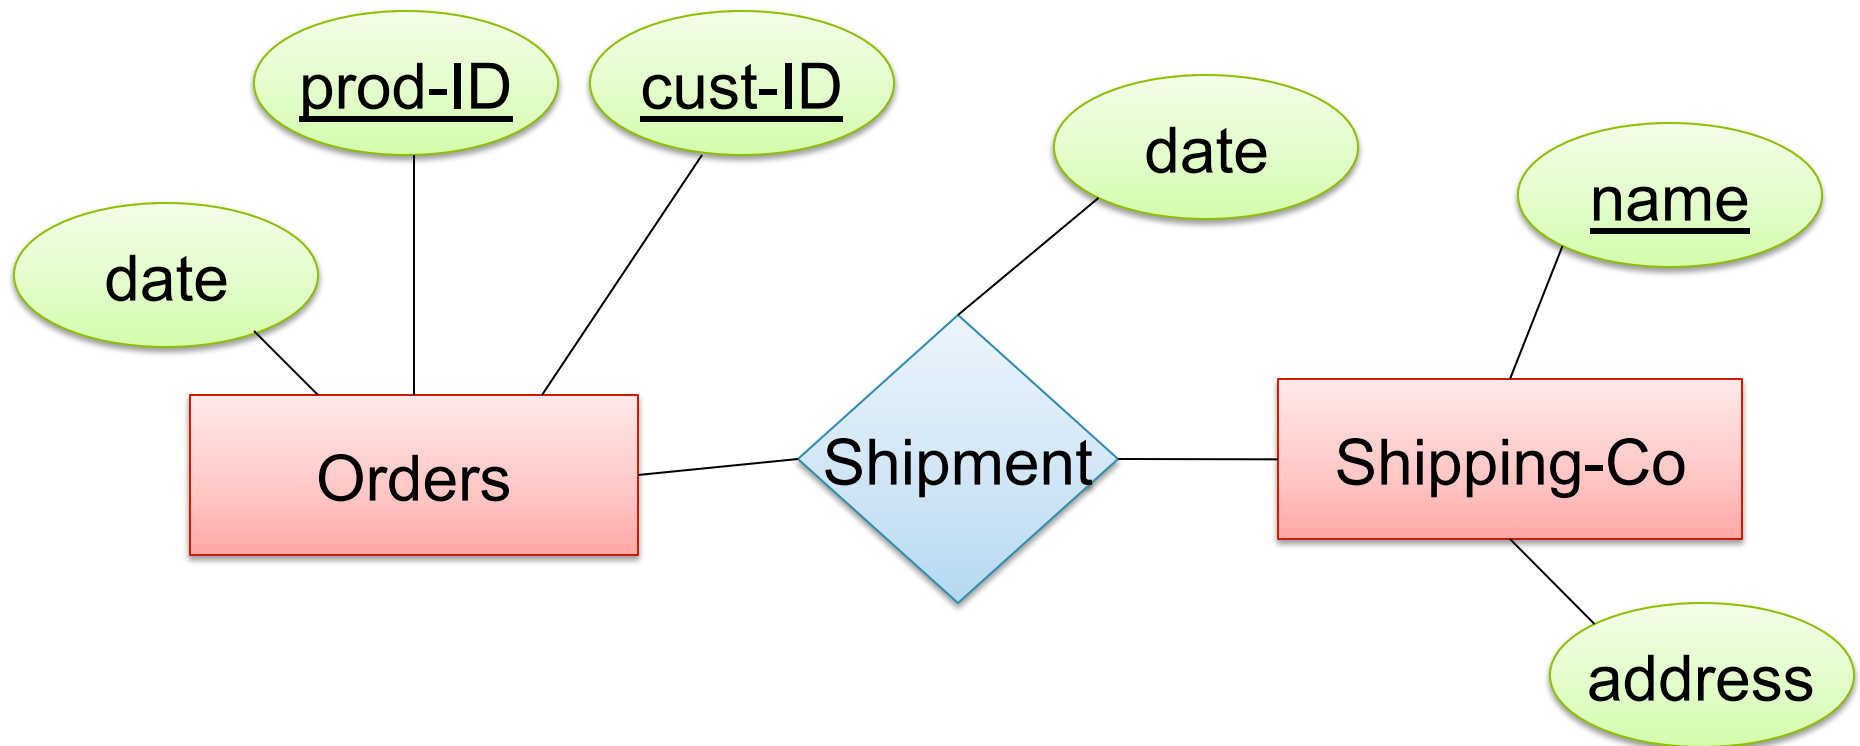 prod-ID
cust-ID
date
name
date
Orders
Shipment
Shipping-Co
address